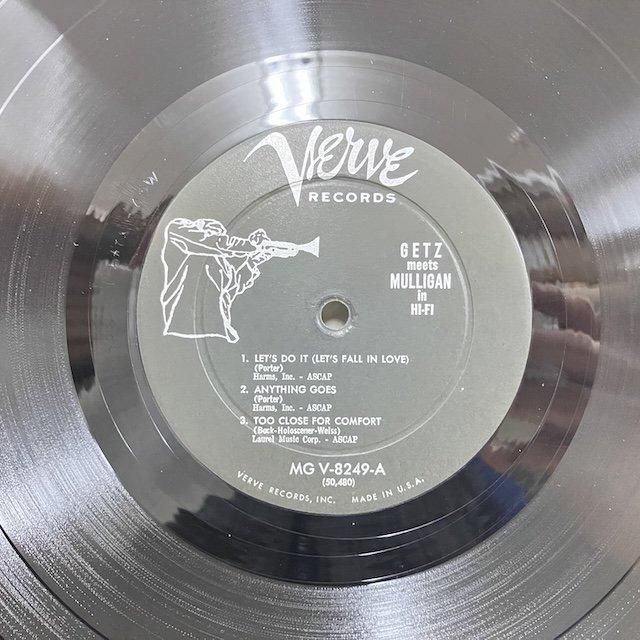 Verve
RECORDS
GETZ
meets
MULLIGAN
in
HI-FI
1. LET'S DO IT (LET'S FALL IN LOVE)
(Porter)
Harms, Inc. - ASCAP
2. ANYTHING GOES
(Porter)
Harms, Inc. - ASCAP
3. TOO CLOSE FOR COMFORT
(Bock-Holoscener-Weiss)
Laurel Music Corp. - ASCAP
MG V-8249-A
(50,480)
VERVE RECORDS, INC. MADE IN U.S.A.